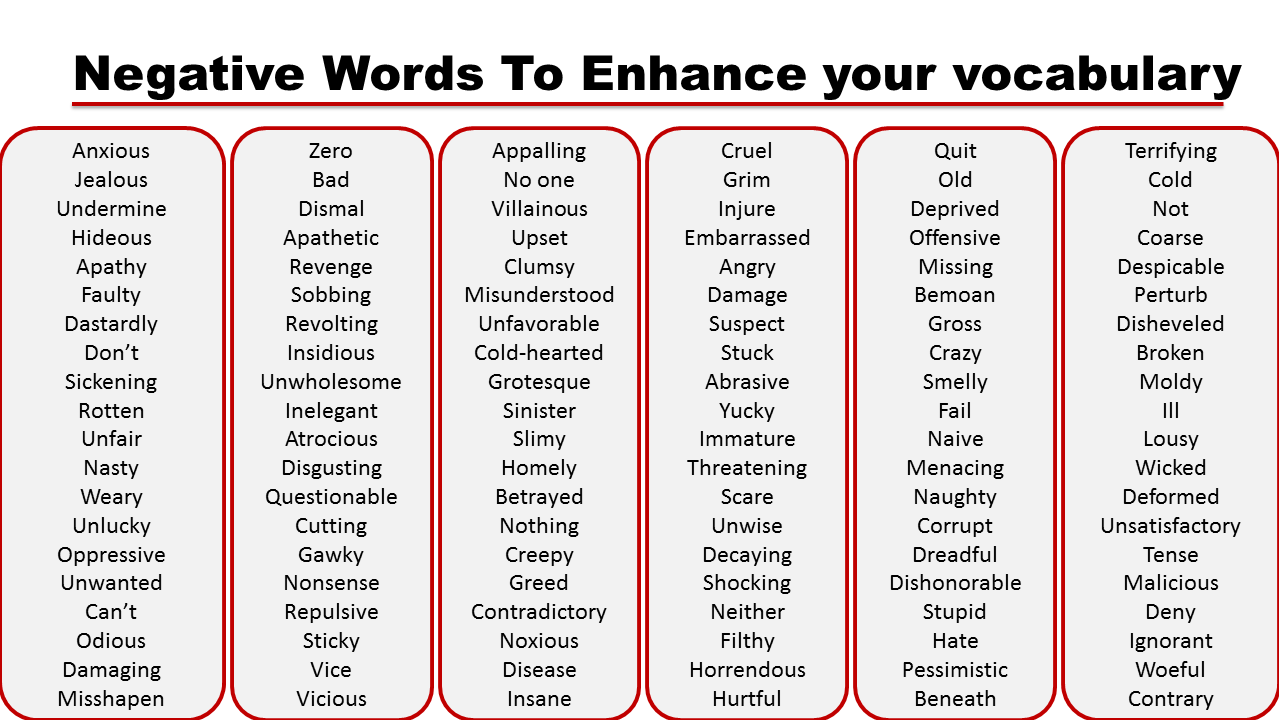 Negative Words To Enhance your vocabulary
Anxious
Jealous
Undermine
Hideous
Apathy
Faulty
Dastardly
Don’t
Sickening
Rotten
Unfair
Nasty
Weary
Unlucky
Oppressive
Unwanted
Can’t
Odious
Damaging
Misshapen
Zero
Bad
Dismal
Apathetic
Revenge
Sobbing
Revolting
Insidious
Unwholesome
Inelegant
Atrocious
Disgusting
Questionable
Cutting
Gawky
Nonsense
Repulsive
Sticky
Vice
Vicious
Appalling
No one
Villainous
Upset
Clumsy
Misunderstood
Unfavorable
Cold-hearted
Grotesque
Sinister
Slimy
Homely
Betrayed
Nothing
Creepy
Greed
Contradictory
Noxious
Disease
Insane
Cruel
Grim
Injure
Embarrassed
Angry
Damage
Suspect
Stuck
Abrasive
Yucky
Immature
Threatening
Scare
Unwise
Decaying
Shocking
Neither
Filthy
Horrendous
Hurtful
Quit
Old
Deprived
Offensive
Missing
Bemoan
Gross
Crazy
Smelly
Fail
Naive
Menacing
Naughty
Corrupt
Dreadful
Dishonorable
Stupid
Hate
Pessimistic
Beneath
Terrifying
Cold
Not
Coarse
Despicable
Perturb
Disheveled
Broken
Moldy
Ill
Lousy
Wicked
Deformed
Unsatisfactory
Tense
Malicious
Deny
Ignorant
Woeful
Contrary